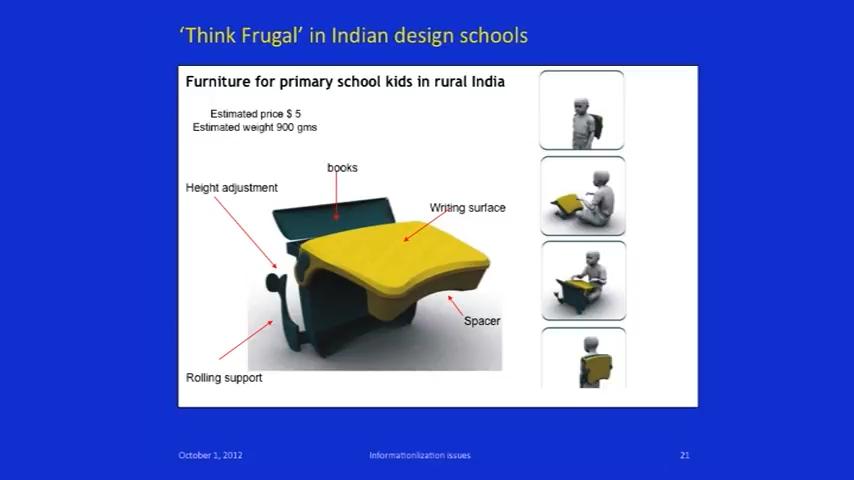 ‘Think Frugal’ in Indian design schools
Furniture for primary school kids in rural India
Estimated price $ 5
Estimated weight 900 gms
books
Height adjustment
Writing surface
Spacer
Rolling support
October 1, 2012
Informationlization issues
21